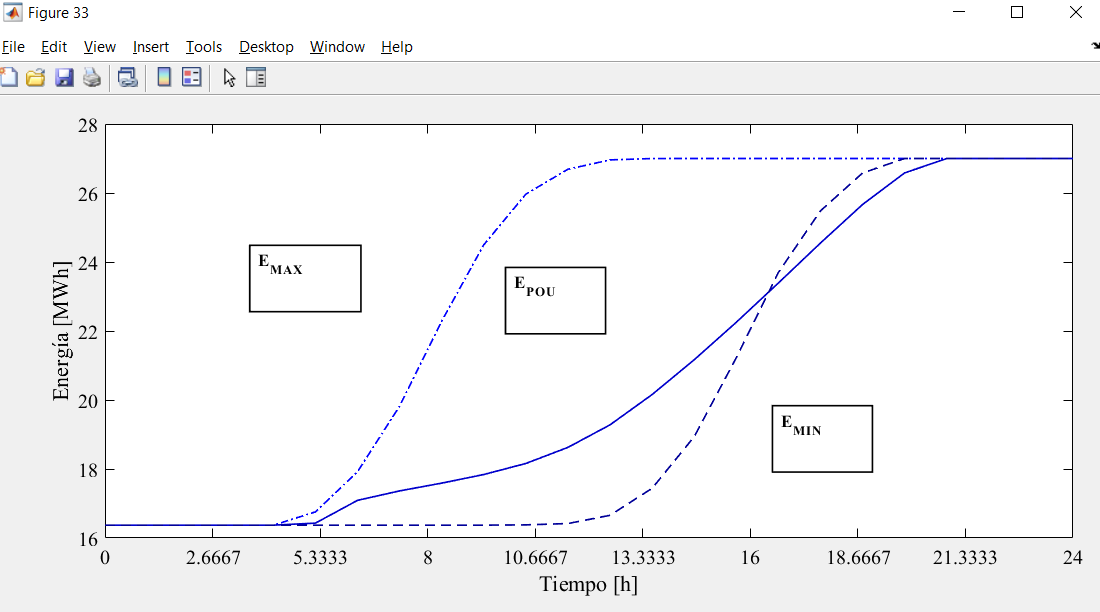 Figure 33
File Edit View Insert Tools Desktop Window Help
28
26
24
22
20
18
16
Energía [MWh]
E_MAX
E_POU
E_MIN
0 2.6667 5.3333 8 10.6667 13.3333 16 18.6667 21.3333 24
Tiempo [h]